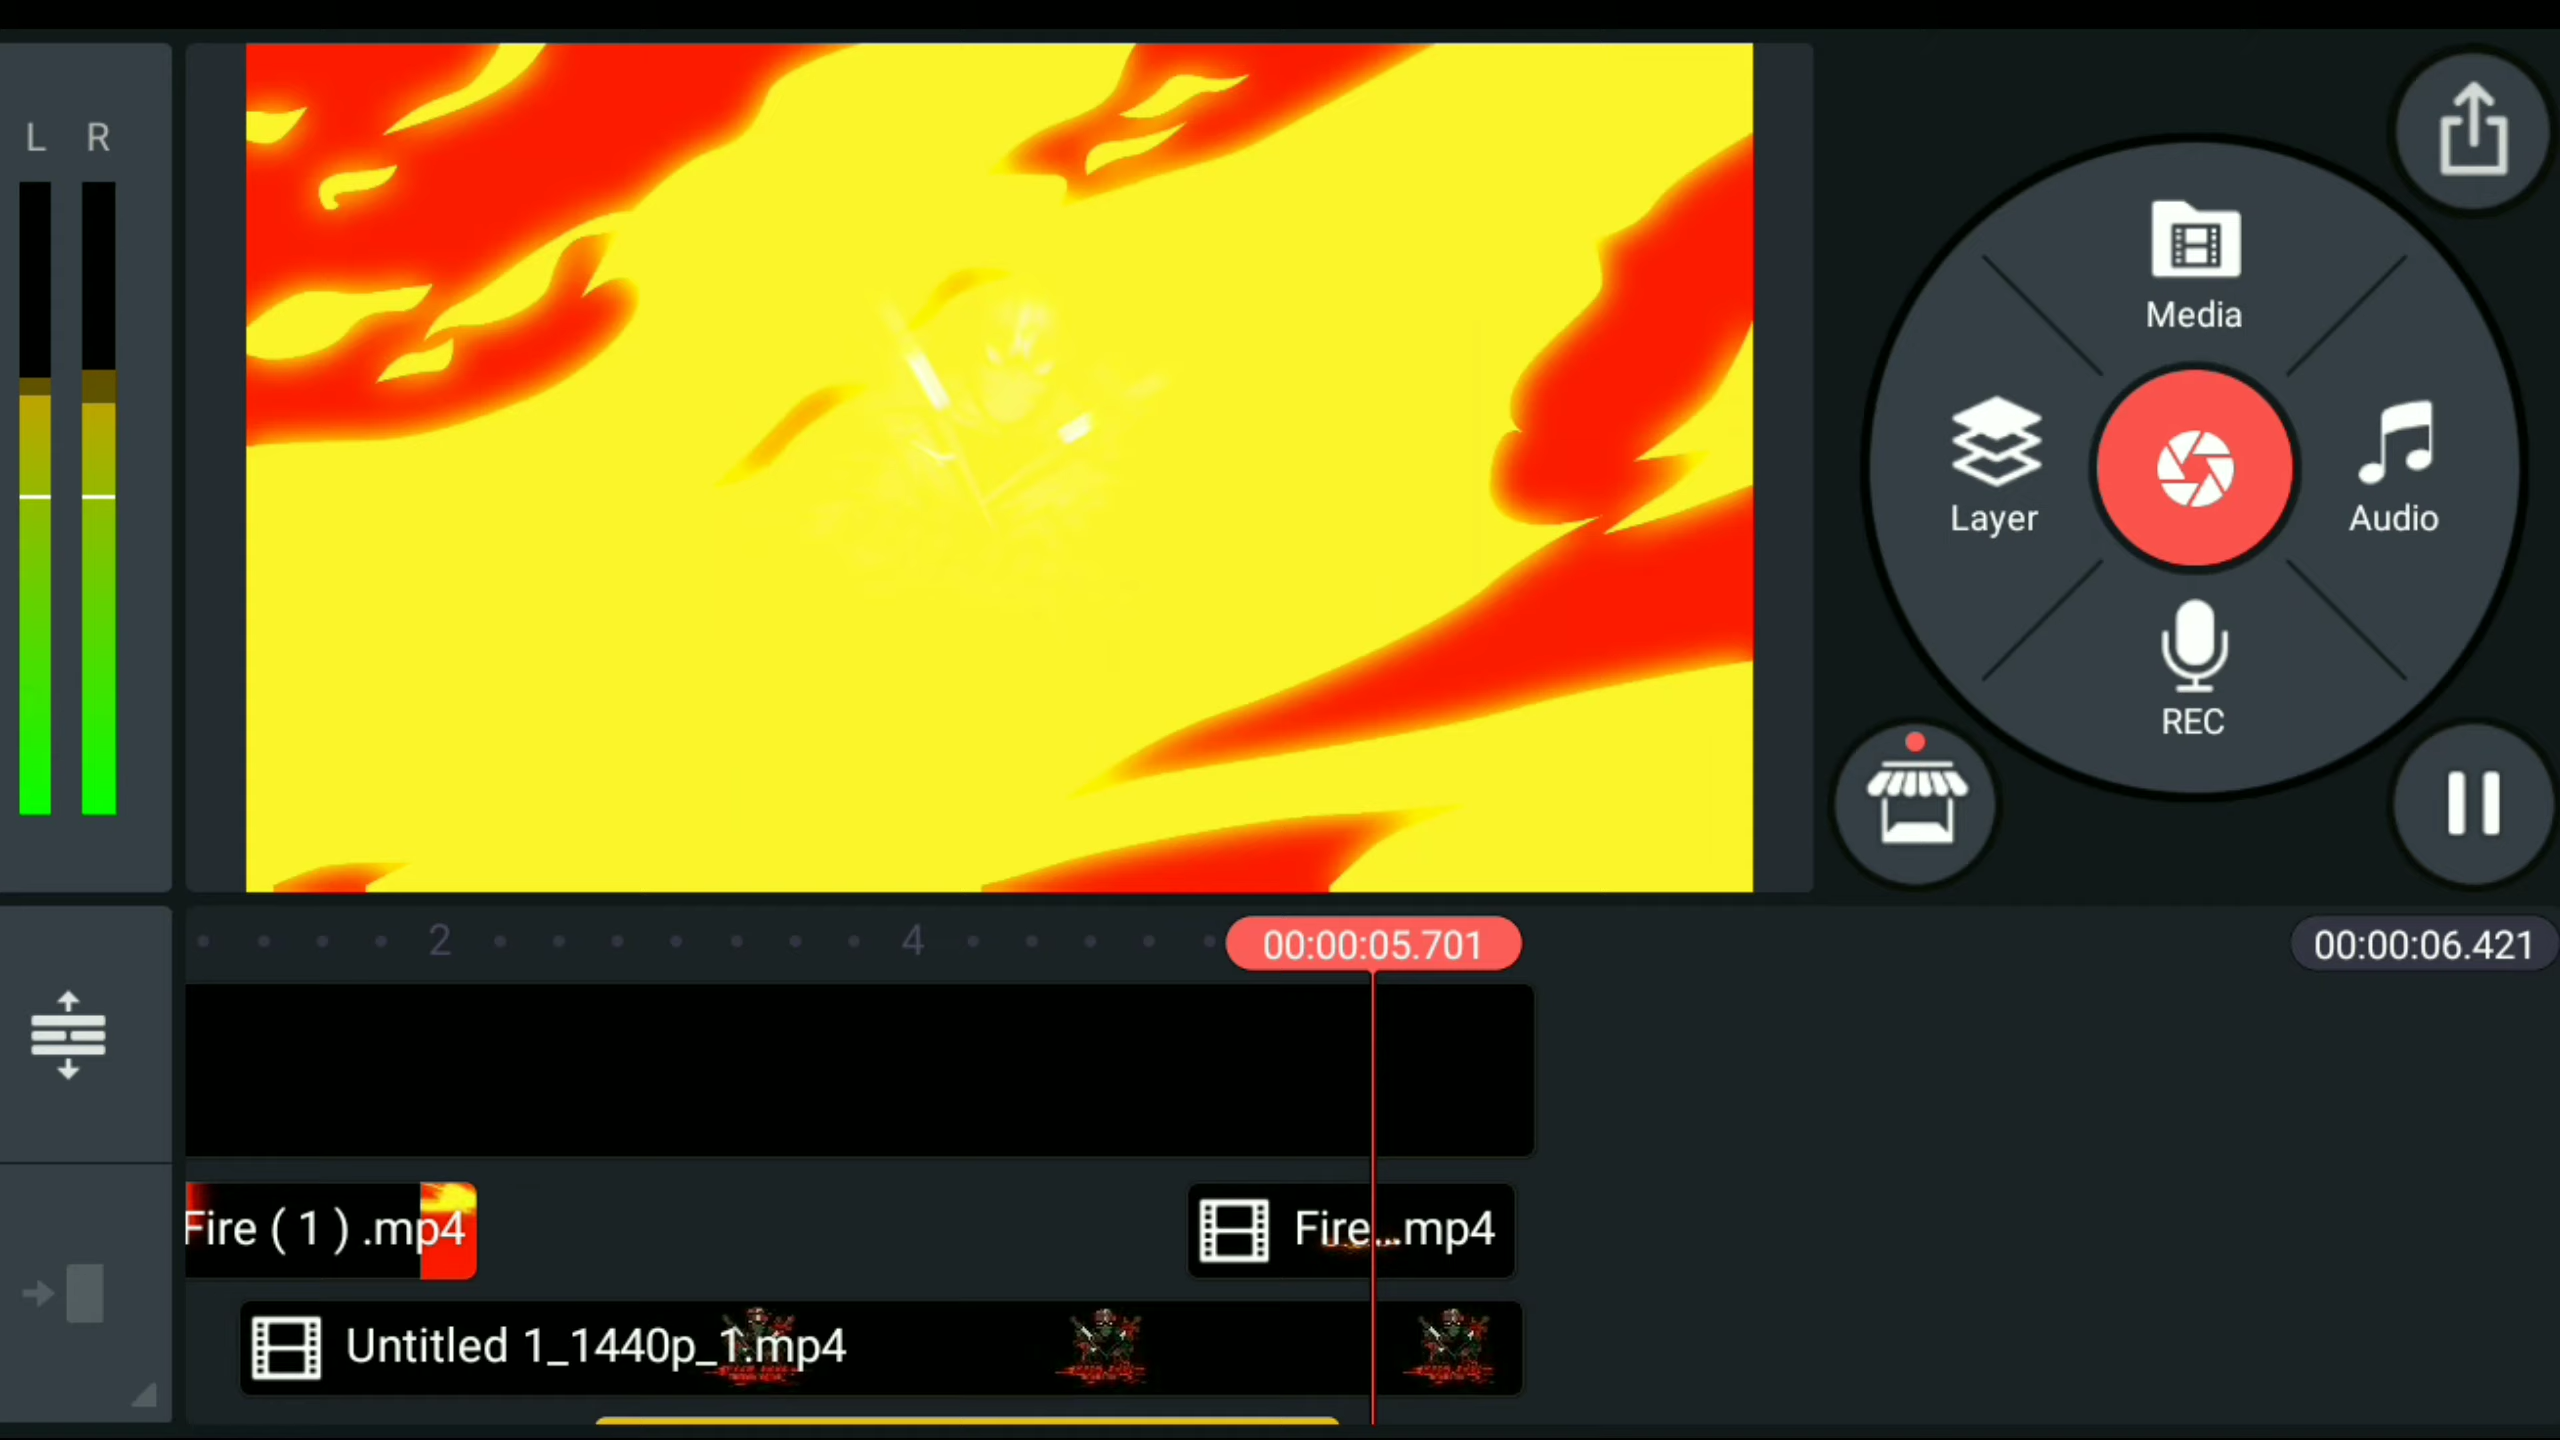 L R
Media
Layer
Audio
REC
2
4
00:00:05.701
00:00:06.421
Fire ( 1 ) .mp4
Fire...mp4
Untitled 1_1440p_1.mp4